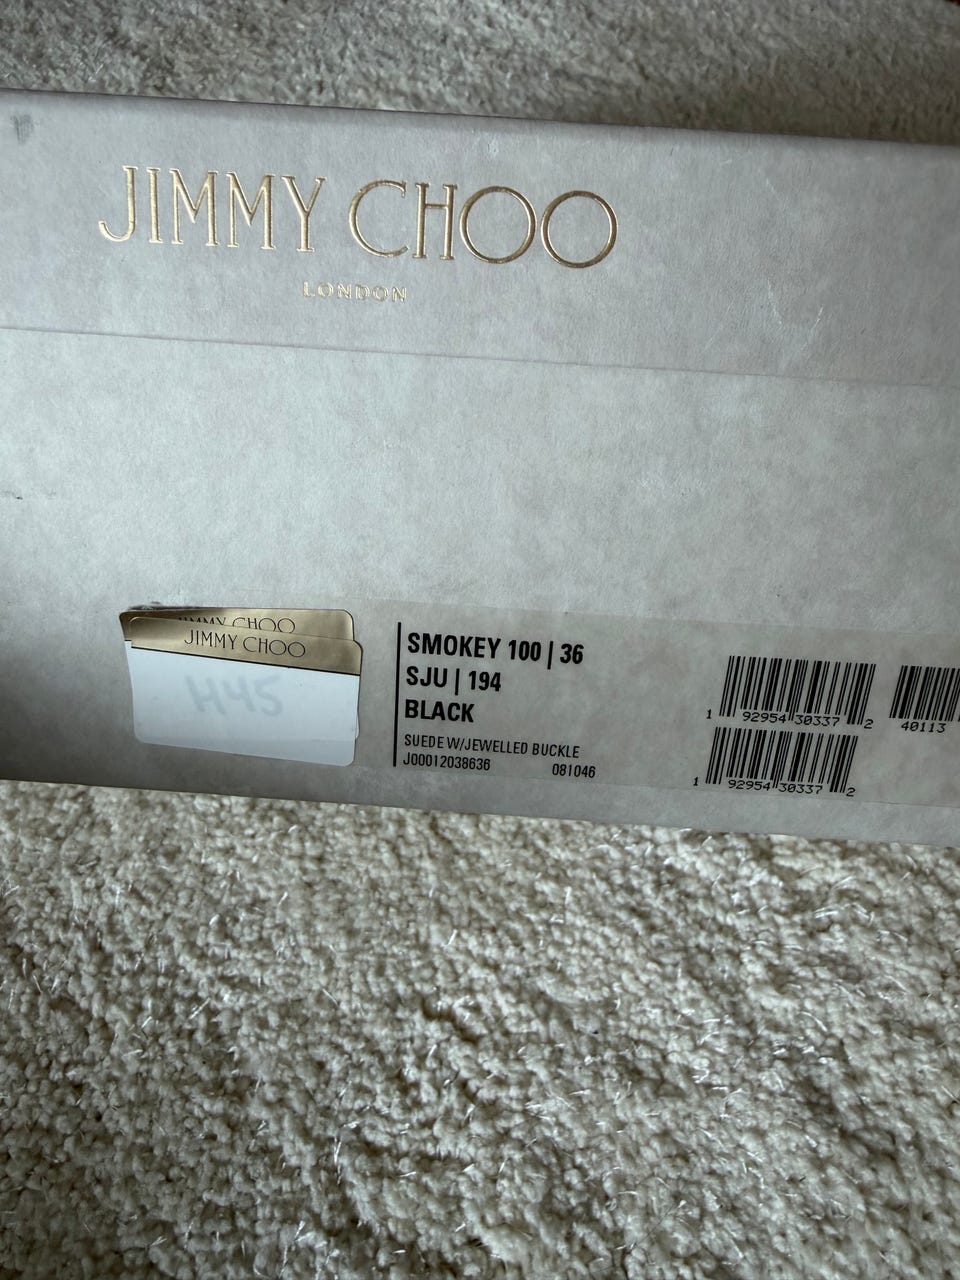 JIMMY CHOO
LONDON
JIMMY CHOO
JIMMY CHOO
H45
SMOKEY 100 | 36
SJU | 194
BLACK
SUEDE W/JEWELLED BUCKLE
J00012038636 081046
1 92954 30337 2
40113
1 92954 30337 2